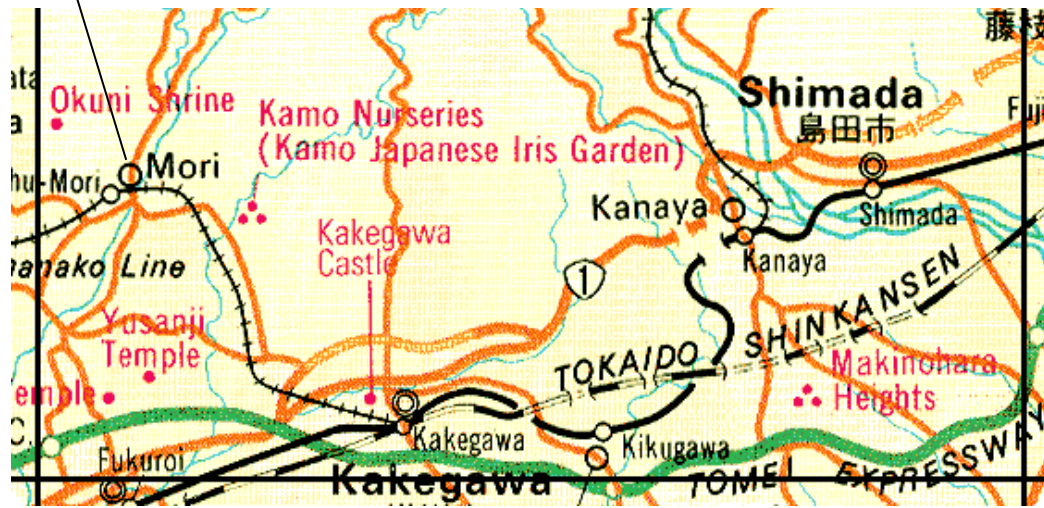 藤枝
Shimada
島田市
Okuni Shrine
Kamo Nurseries
(Kamo Japanese Iris Garden)
Mori
Kanaya
Shimada
Kakegawa
Castle
Kanaya
Line
1
Yusanji
Temple
TOKAIDO SHINKANSEN
Makinohara
Heights
Kakegawa
Kikugawa
Fukuroi
Kakegawa
TOMEI EXPRESSWAY